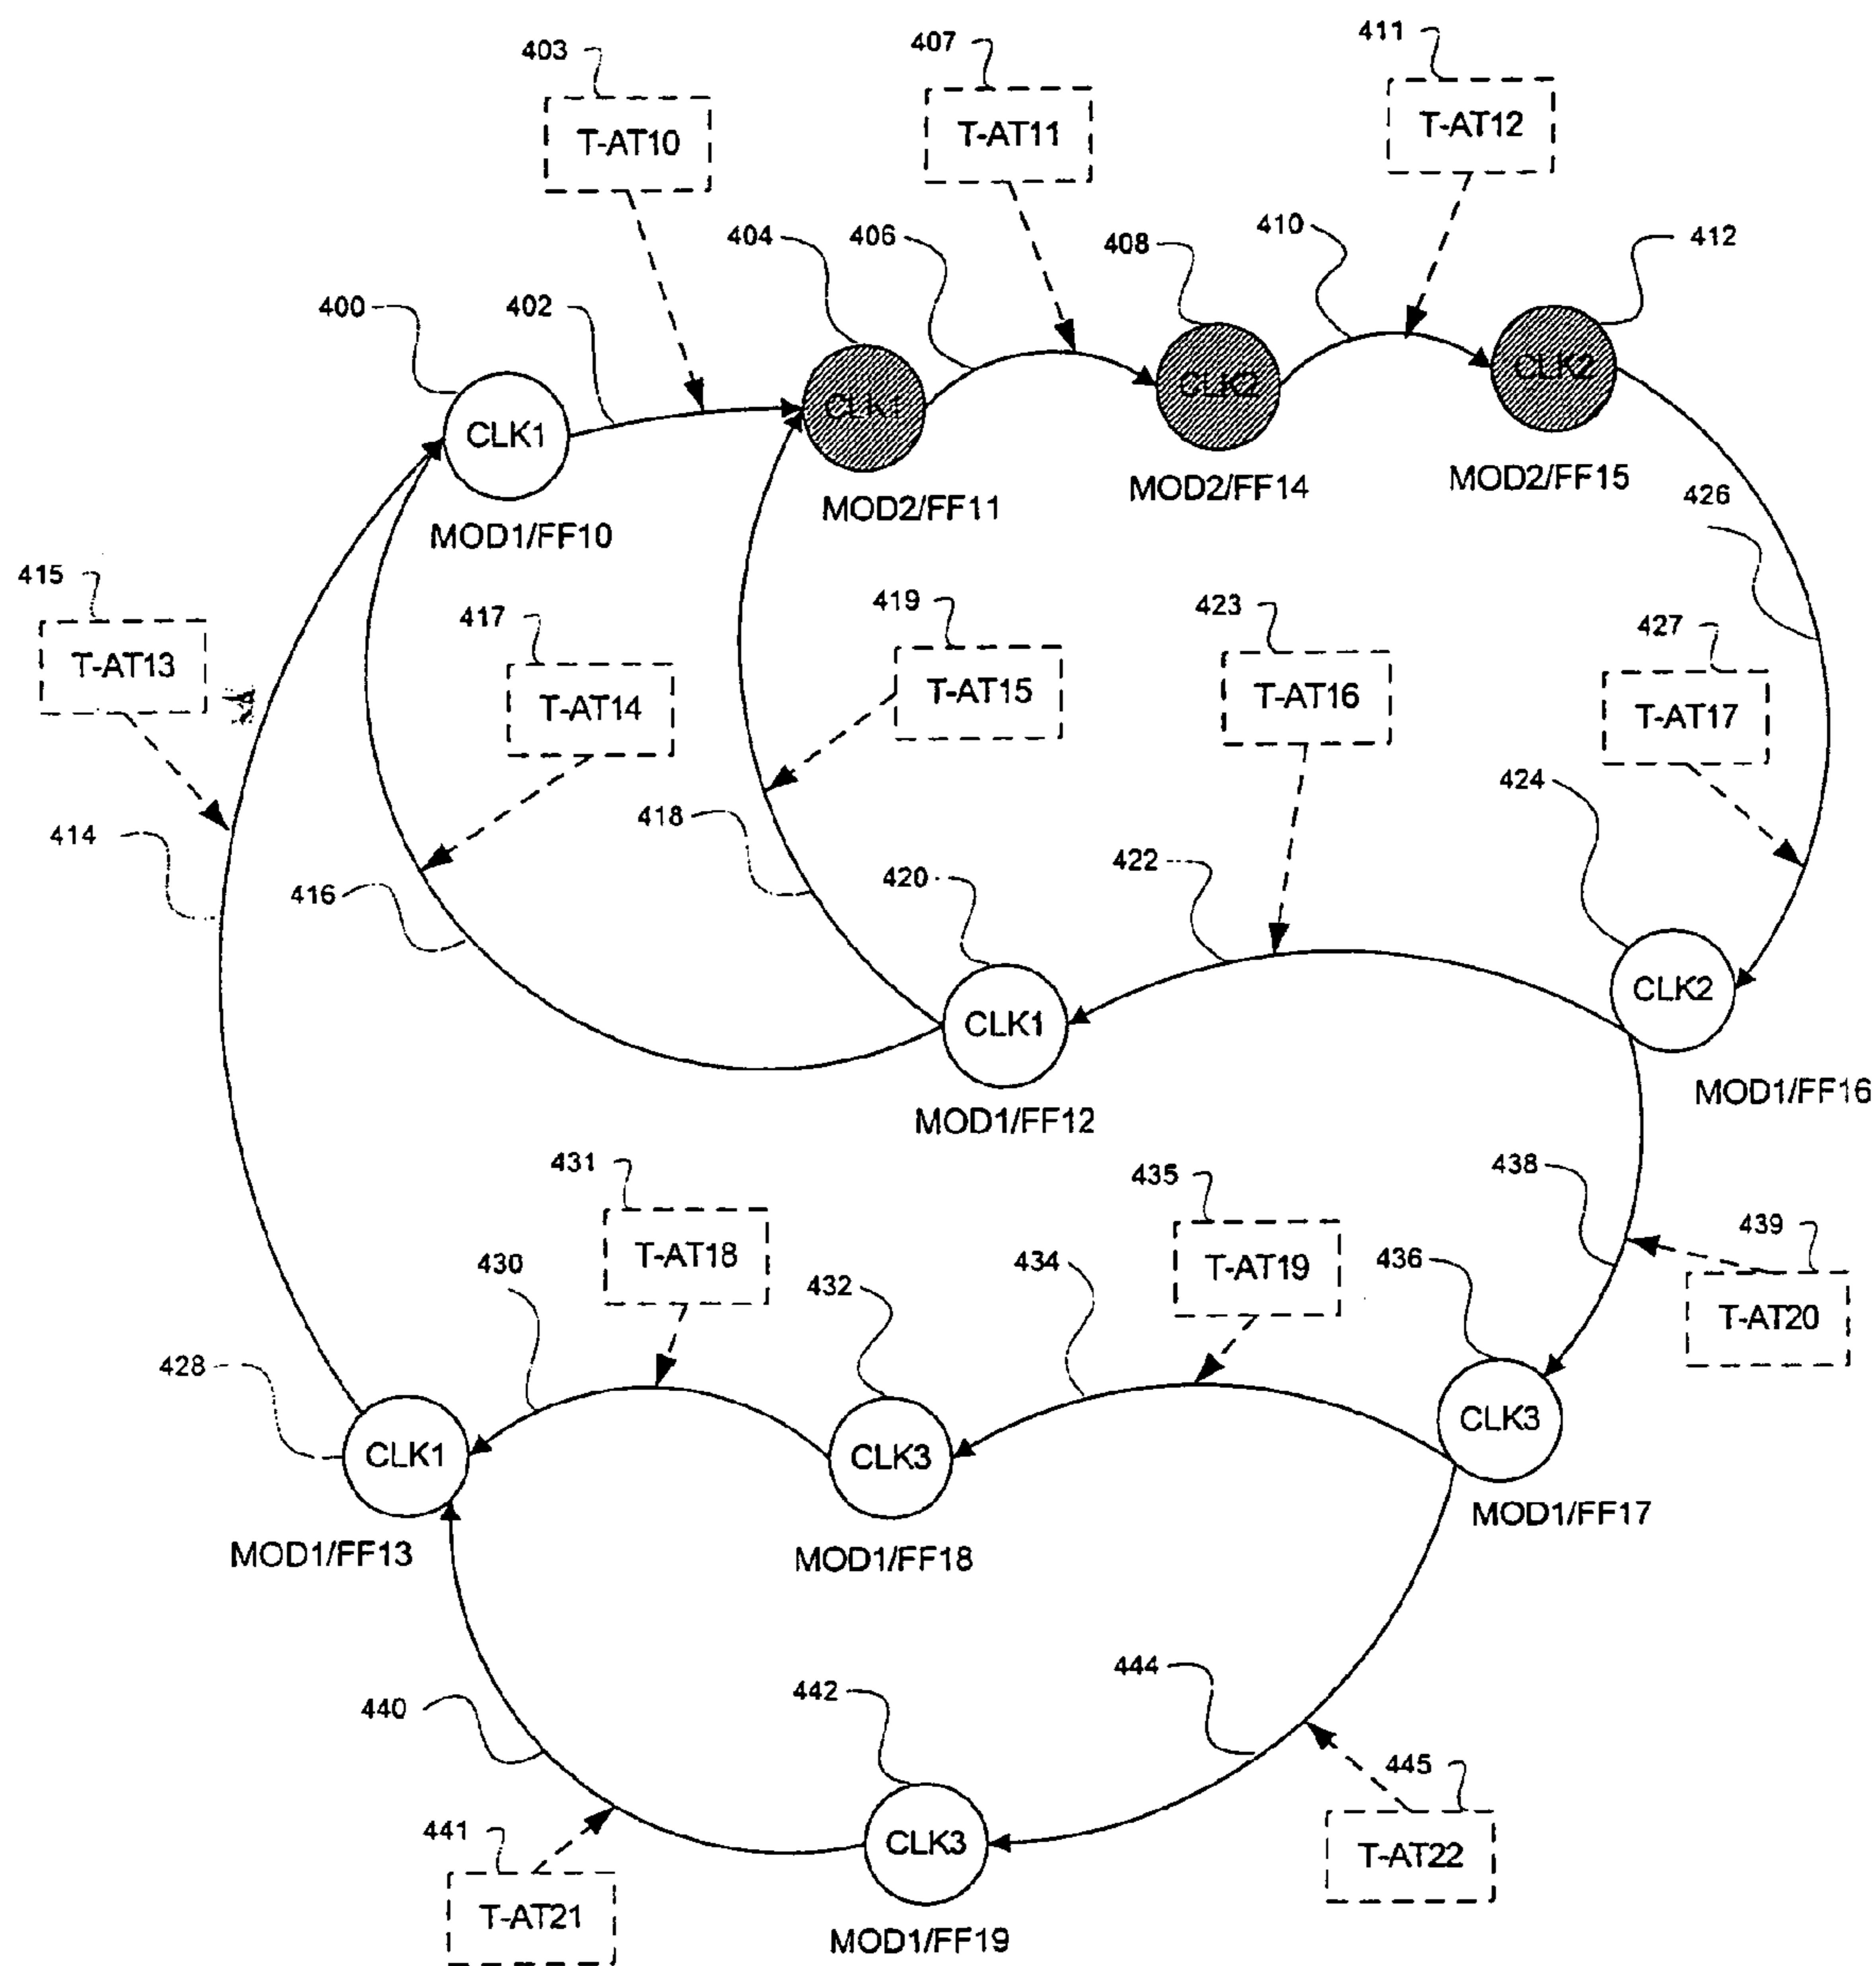 403
407
411
T-AT10
T-AT11
T-AT12
404
406
408
410
412
400
402
CLK1
CLK1
CLK2
CLK2
MOD1/FF10
MOD2/FF11
MOD2/FF14
MOD2/FF15
426
415
417
419
423
427
T-AT13
T-AT14
T-AT15
T-AT16
T-AT17
414
416
418
420
422
424
CLK1
CLK2
MOD1/FF12
MOD1/FF16
431
435
438
439
T-AT18
T-AT19
T-AT20
430
432
434
436
428
CLK1
CLK3
CLK3
MOD1/FF13
MOD1/FF18
MOD1/FF17
440
442
444
445
441
CLK3
T-AT21
T-AT22
MOD1/FF19